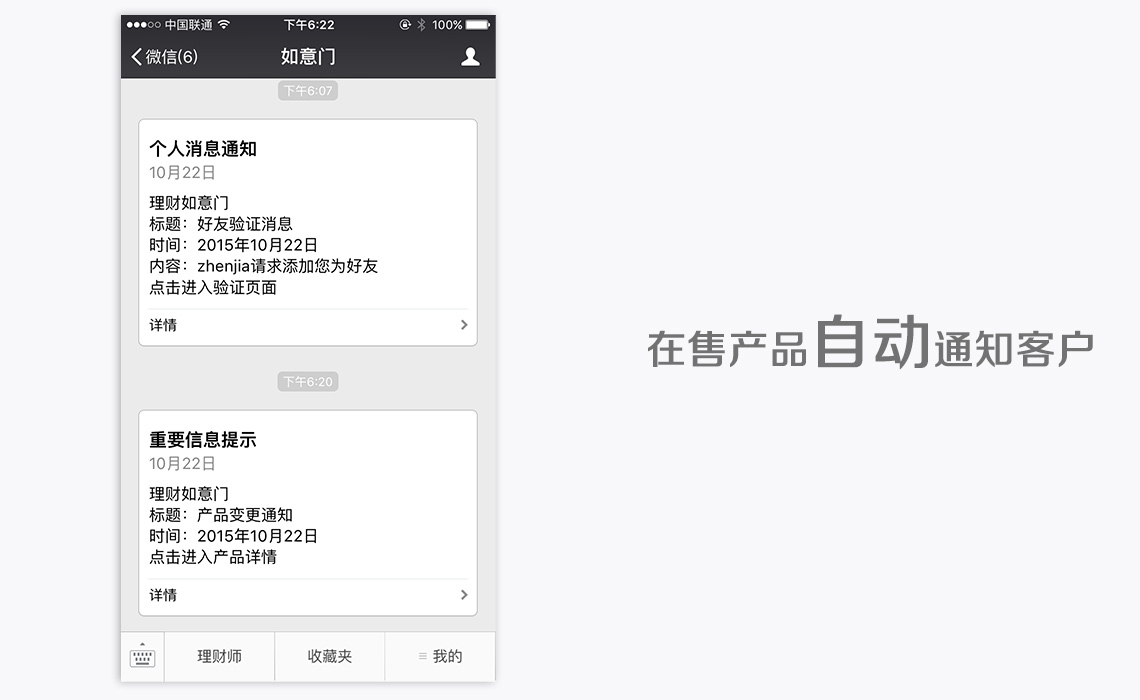 中国联通 下午6:22 100%
微信(6) 如意门
下午6:07
个人消息通知
10月22日
理财如意门
标题：好友验证消息
时间：2015年10月22日
内容：zhenjia请求添加您为好友
点击进入验证页面
详情
下午6:20
重要信息提示
10月22日
理财如意门
标题：产品变更通知
时间：2015年10月22日
点击进入产品详情
详情
理财师 收藏夹 我的
在售产品自动通知客户